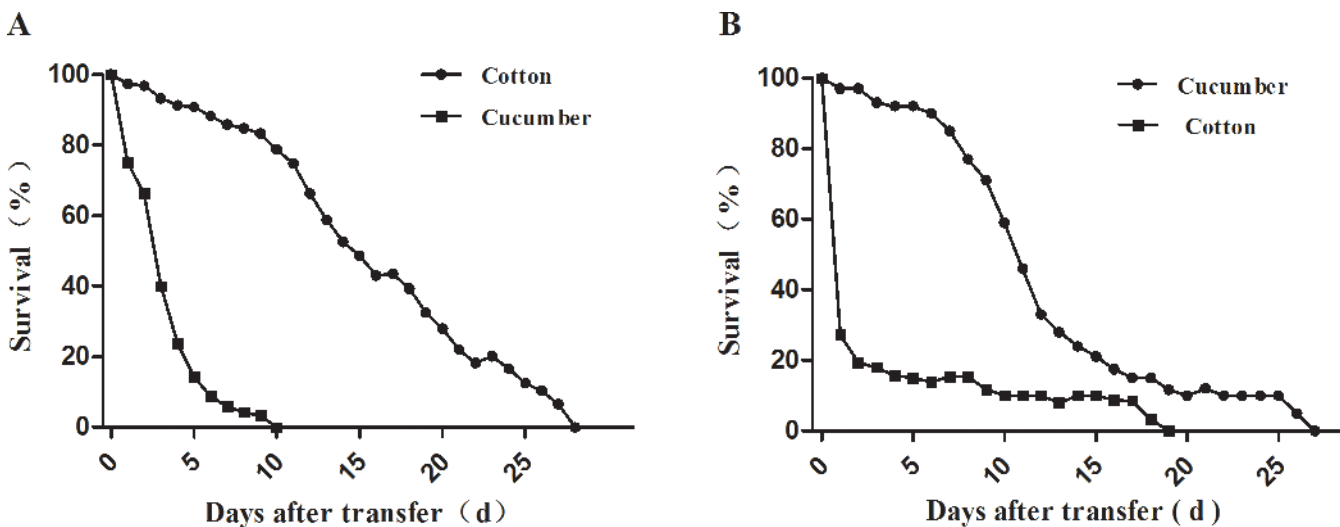 A
B
Cotton
Cucumber
100
80
60
40
20
0
Survival （%）
0
5
10
15
20
25
Days after transfer （d）
Cucumber
Cotton
100
80
60
40
20
0
Survival （%）
0
5
10
15
20
25
Days after transfer ( d )